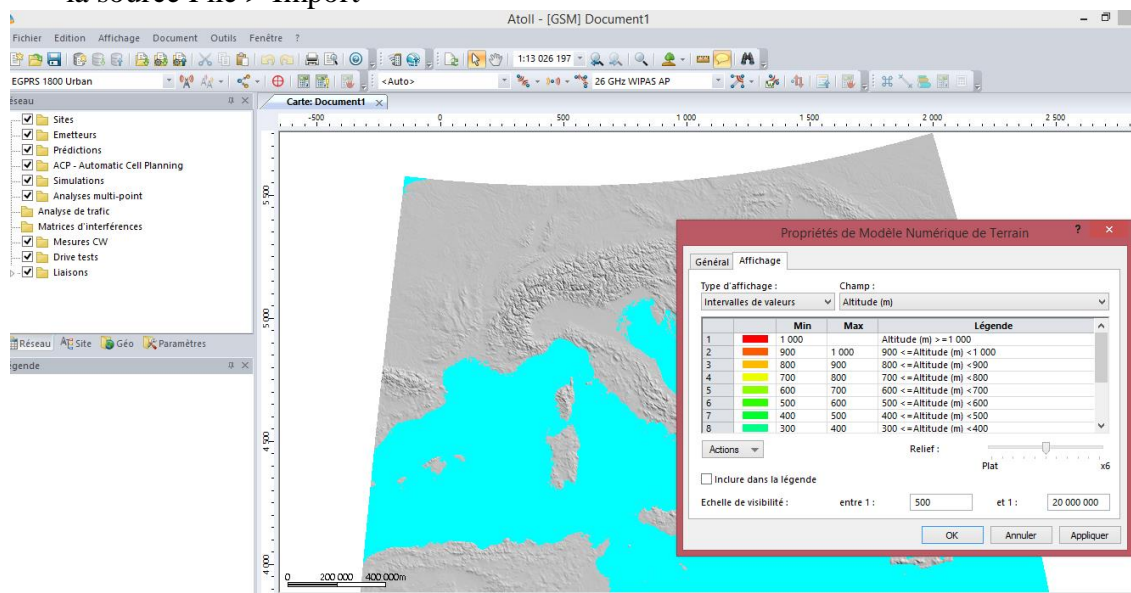 Atoll - [GSM] Document1
Fichier Edition Affichage Document Outils Fenêtre ?
1:13 026 197
EGPRS 1800 Urban <Auto> 26 GHz WIPAS AP
Carte: Document1
Sites
Emetteurs
Prédictions
ACP - Automatic Cell Planning
Simulations
Analyses multi-point
Analyse de trafic
Matrices d'interférences
Mesures CW
Drive tests
Liaisons
Réseau Site Géo Paramètres
-500 0 500 1 000 1 500 2 000 2 500
5 500
5 000
4 500
4 000
0 200 000 400 000m
Propriétés de Modèle Numérique de Terrain ?
Général Affichage
Type d'affichage : Champ :
Intervalles de valeurs Altitude (m)
Min Max Légende
1 1 000 Altitude (m) >=1 000
2 900 1 000 900 <=Altitude (m) <1 000
3 800 900 800 <=Altitude (m) <900
4 700 800 700 <=Altitude (m) <800
5 600 700 600 <=Altitude (m) <700
6 500 600 500 <=Altitude (m) <600
7 400 500 400 <=Altitude (m) <500
8 300 400 300 <=Altitude (m) <400
Actions Relief :
Plat x6
Inclure dans la légende
Echelle de visibilité : entre 1 : 500 et 1 : 20 000 000
OK Annuler Appliquer